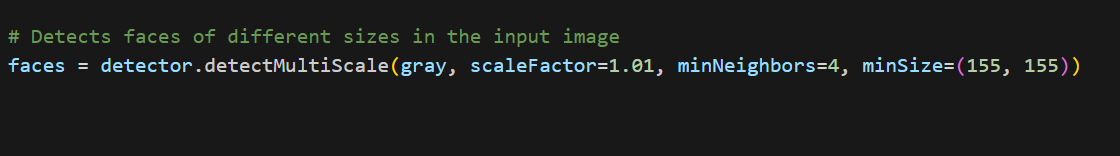 # Detects faces of different sizes in the input image
faces = detector.detectMultiScale(gray, scaleFactor=1.01, minNeighbors=4, minSize=(155, 155))